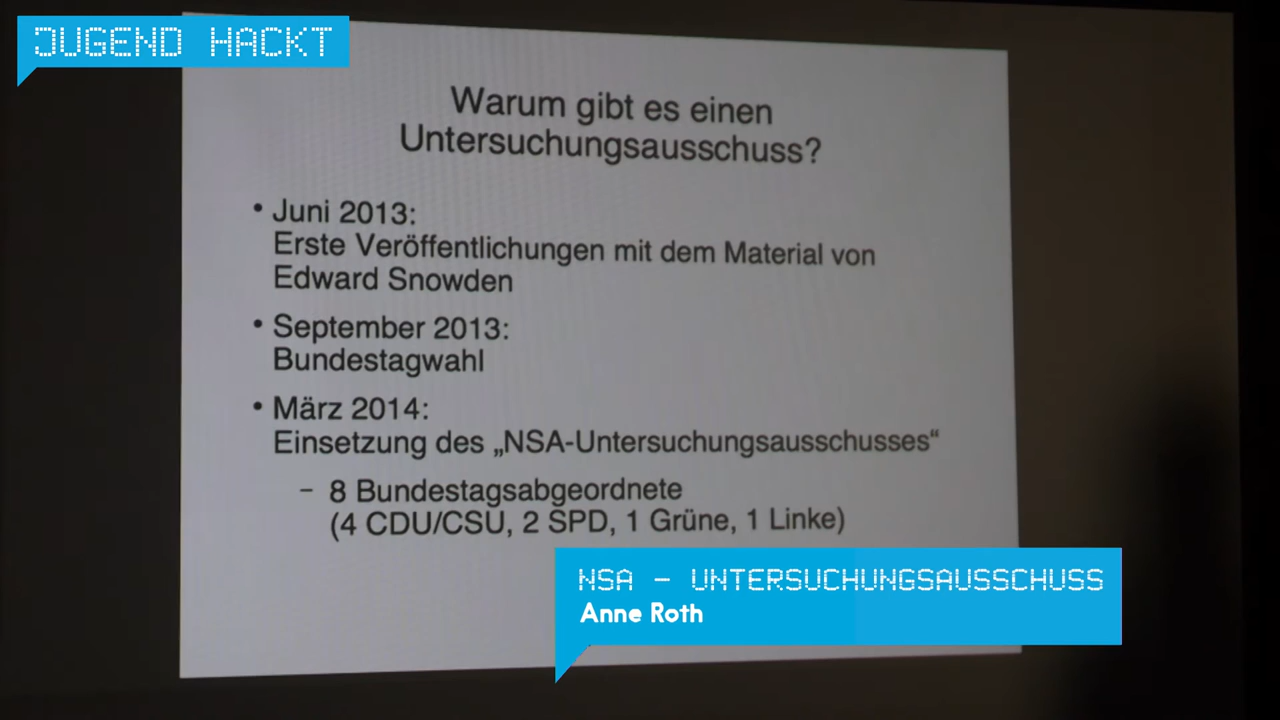 JUGEND HACKT
Warum gibt es einen
Untersuchungsausschuss?
• Juni 2013:
Erste Veröffentlichungen mit dem Material von
Edward Snowden
• September 2013:
Bundestagwahl
• März 2014:
Einsetzung des „NSA-Untersuchungsausschusses“
– 8 Bundestagsabgeordnete
(4 CDU/CSU, 2 SPD, 1 Grüne, 1 Linke)
NSA - UNTERSUCHUNGSAUSSCHUSS
Anne Roth